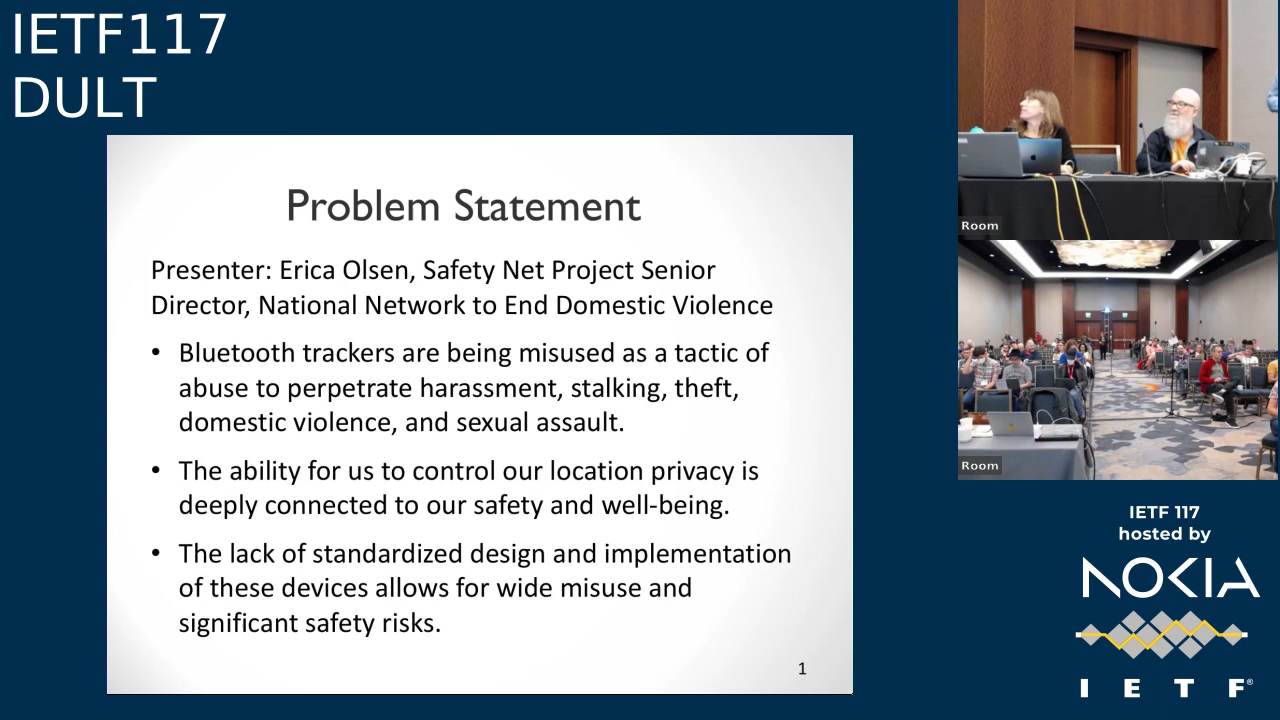 IETF117
DULT
Problem Statement
Presenter: Erica Olsen, Safety Net Project Senior
Director, National Network to End Domestic Violence
• Bluetooth trackers are being misused as a tactic of
abuse to perpetrate harassment, stalking, theft,
domestic violence, and sexual assault.
• The ability for us to control our location privacy is
deeply connected to our safety and well-being.
• The lack of standardized design and implementation
of these devices allows for wide misuse and
significant safety risks.
1
Room
Room
IETF 117
hosted by
NOKIA
I E T F®